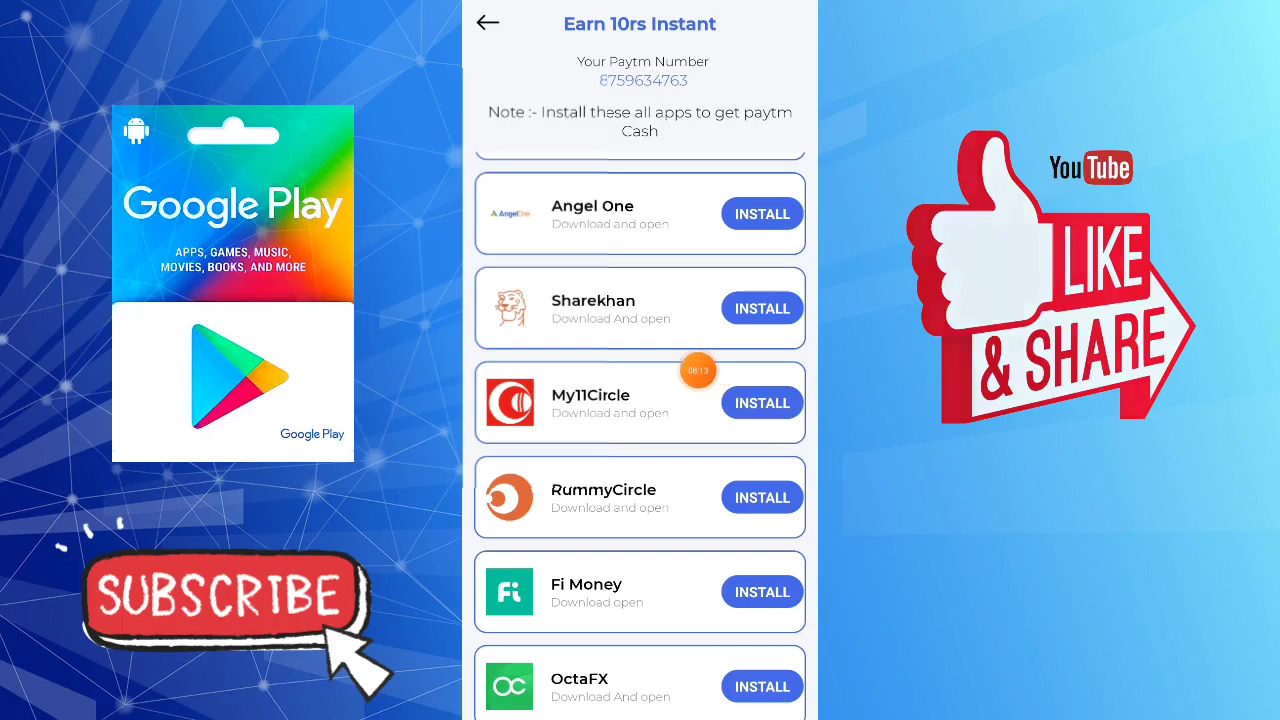 Earn 10rs Instant
Your Paytm Number
8759634763
Note :- Install these all apps to get paytm
Cash
Angel One
Download and open
INSTALL
AngelOne
Sharekhan
Download And open
INSTALL
08:13
My11Circle
Download and open
INSTALL
RummyCircle
Download and open
INSTALL
Fi Money
Download open
INSTALL
Fi
OctaFX
Download And open
INSTALL
OC
Google Play
APPS, GAMES, MUSIC,
MOVIES, BOOKS, AND MORE
Google Play
SUBSCRIBE
YouTube
LIKE
& SHARE